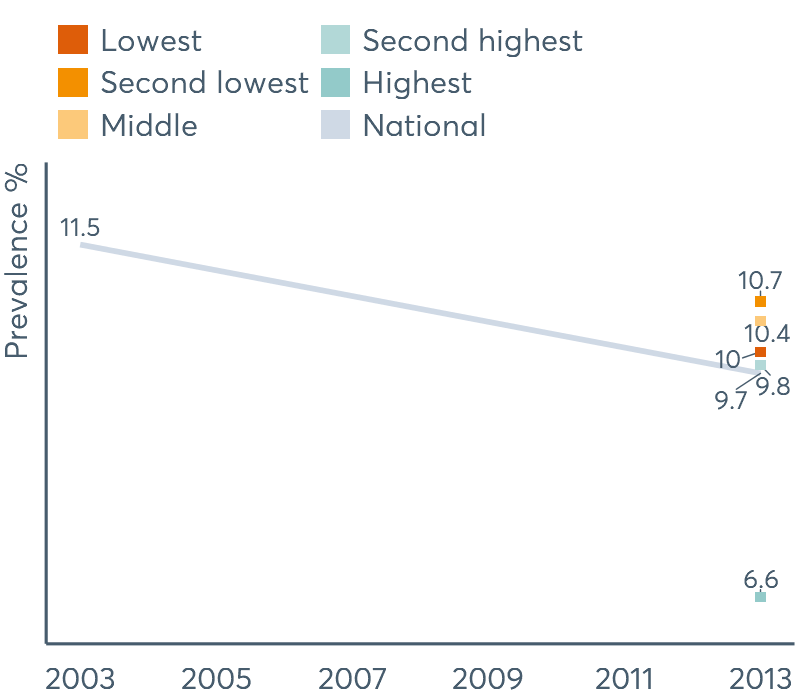 Lowest
Second lowest
Middle
Second highest
Highest
National
Prevalence %
11.5
10.7
10.4
10
9.8
9.7
6.6
2003 2005 2007 2009 2011 2013